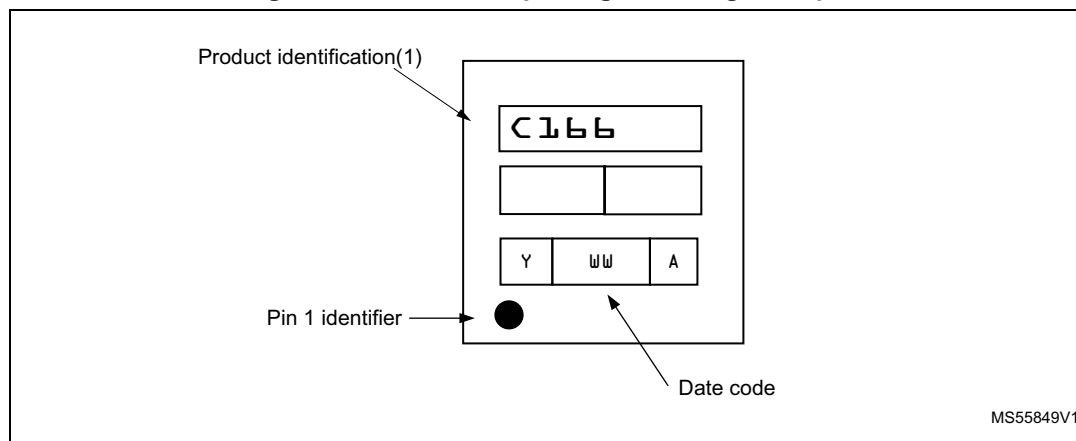 Product identification(1)
C166
Y WW A
Pin 1 identifier
Date code
MS55849V1